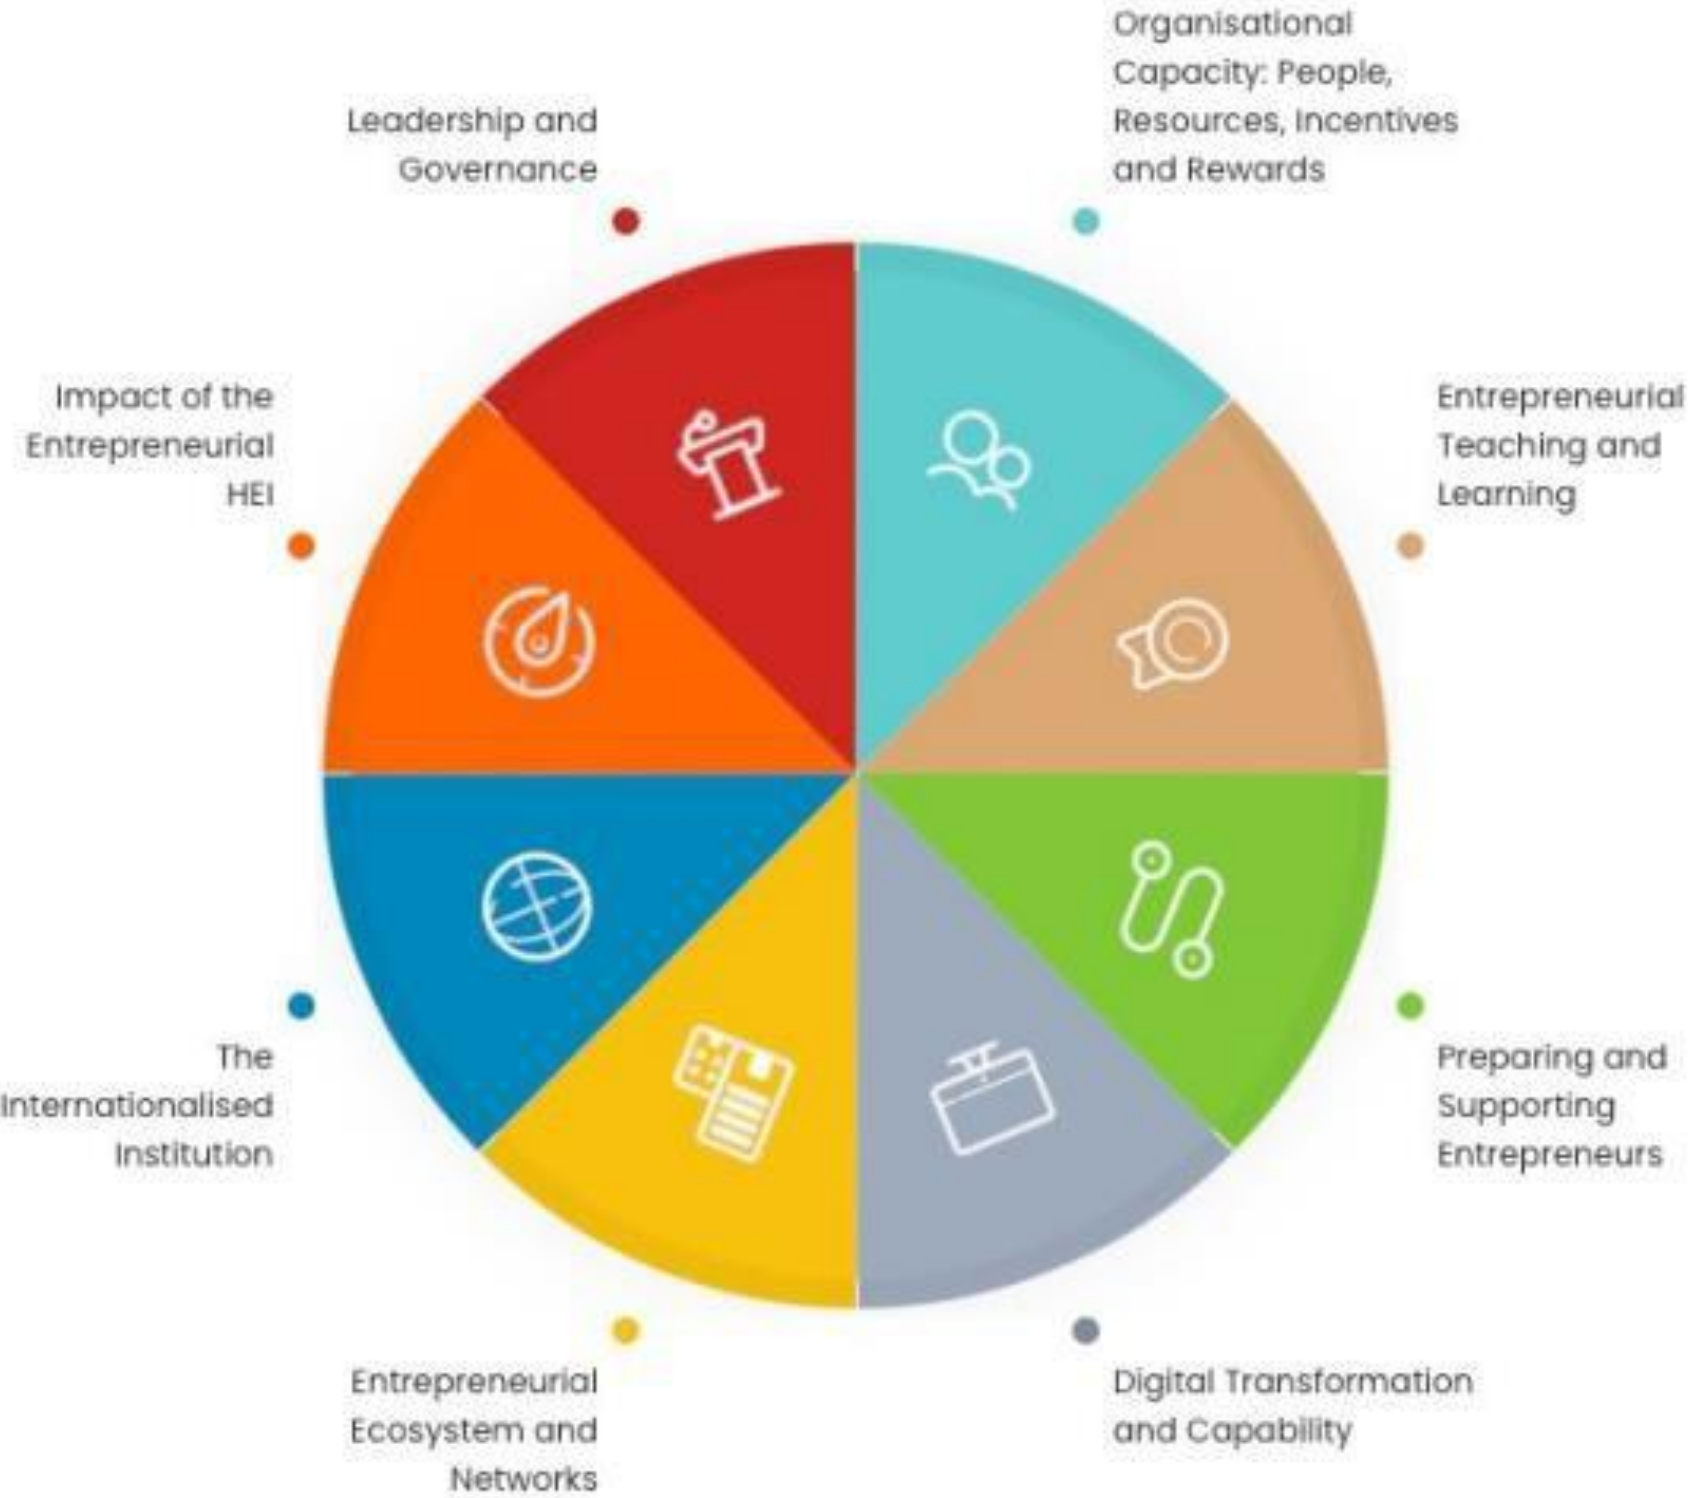 Organisational
Capacity: People,
Resources, Incentives
and Rewards
Leadership and
Governance
Impact of the
Entrepreneurial
HEI
Entrepreneurial
Teaching and
Learning
The
Internationalised
Institution
Preparing and
Supporting
Entrepreneurs
Entrepreneurial
Ecosystem and
Networks
Digital Transformation
and Capability